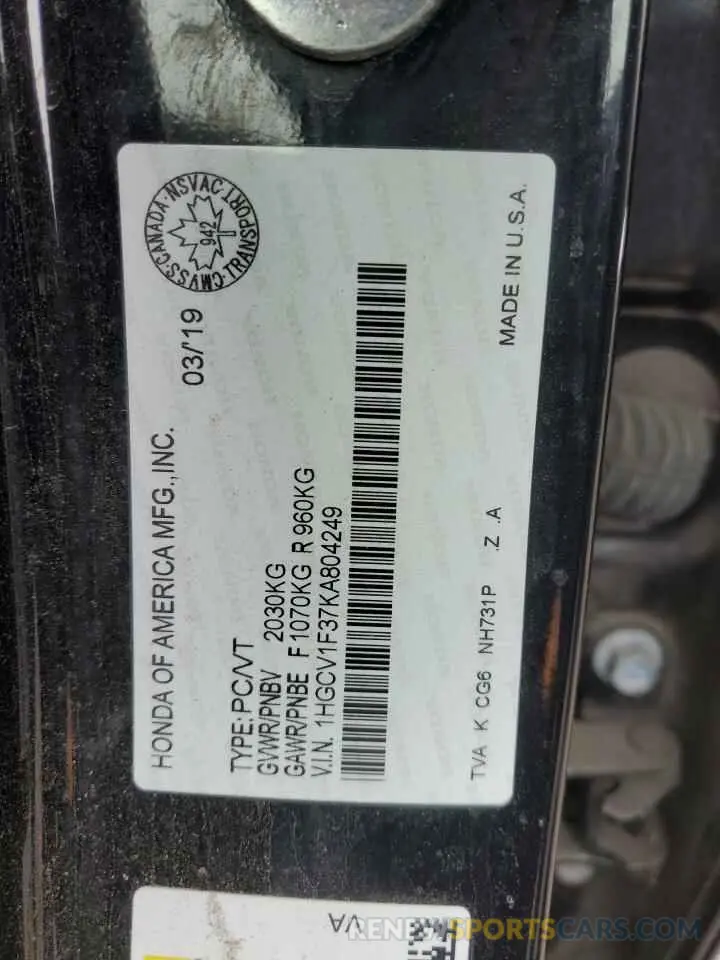 HONDA OF AMERICA MFG., INC. 03/'19
CMVSS·CANADA·NSVAC·TRANSPORT
942
TYPE: PC/VT
GVWR/PNBV 2030KG
GAWR/PNBE F 1070KG R 960KG
V.I.N. 1HGCV1F37KA804249
TVA K CG6 NH731P .Z .A MADE IN U.S.A.
VA
RENEWSPORTSCARS.COM